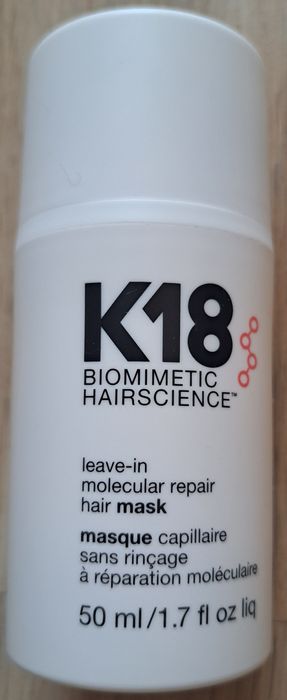 K18
BIOMIMETIC
HAIRSCIENCE™
leave-in
molecular repair
hair mask
masque capillaire
sans rinçage
à réparation moléculaire
50 ml/1.7 fl oz liq